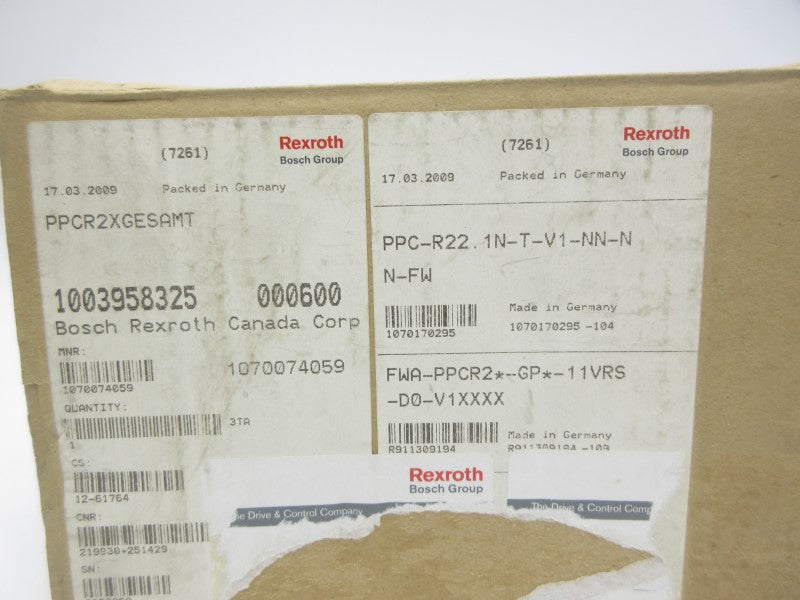 (7261)
Rexroth
Bosch Group
17.03.2009 Packed in Germany
PPCR2XGESAMT
1003958325 000600
Bosch Rexroth Canada Corp
MNR:
1070074059
1070074059
QUANTITY:
3TA
1
CS:
12-61764
CNR:
219930+251429
SN:
(7261)
Rexroth
Bosch Group
17.03.2009 Packed in Germany
PPC-R22.1N-T-V1-NN-N
N-FW
Made in Germany
1070170295 1070170295-104
FWA-PPCR2*-GP*-11VRS
-D0-V1XXXX
Made in Germany
R911309194 R911309194-109
Rexroth
Bosch Group
The Drive & Control Company
The Drive & Control Comp